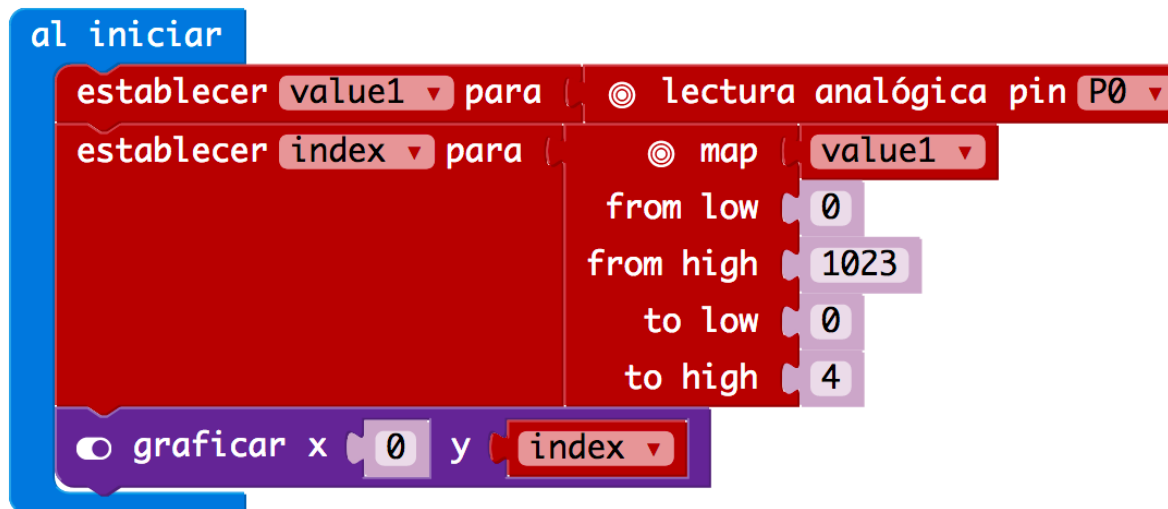 al iniciar
establecer value1 para lectura analógica pin P0
establecer index para map value1
from low 0
from high 1023
to low 0
to high 4
graficar x 0 y index